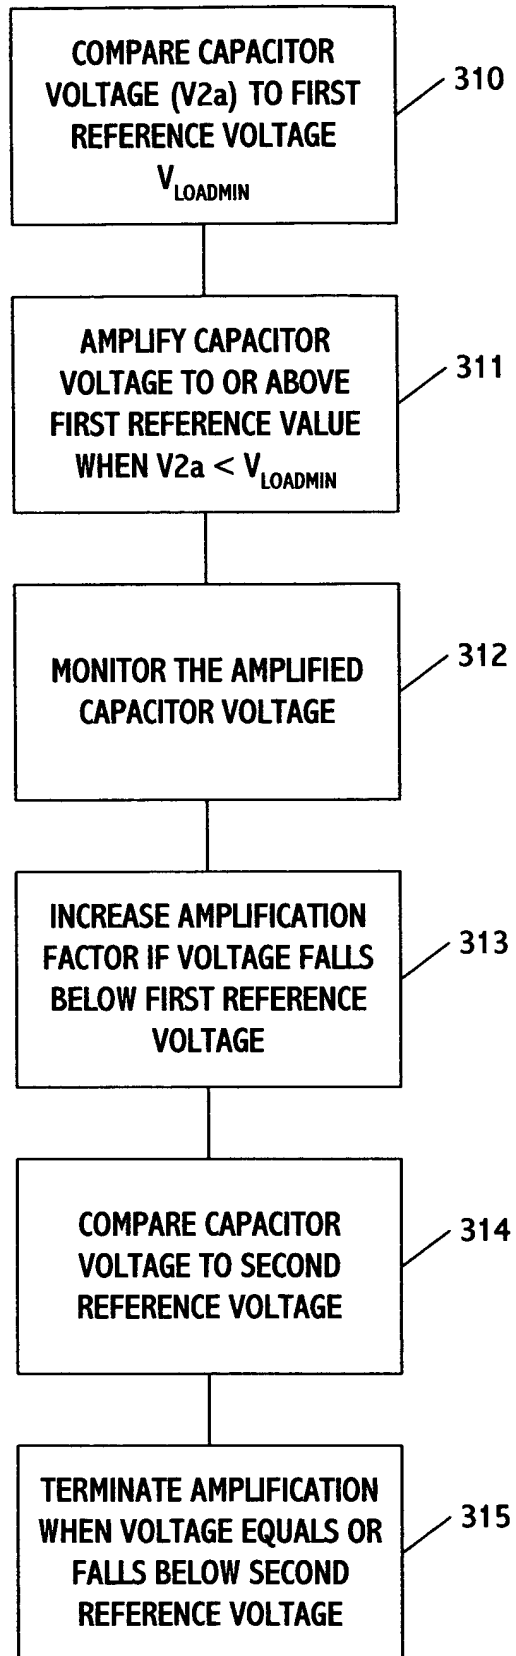 COMPARE CAPACITOR
VOLTAGE (V2a) TO FIRST
REFERENCE VOLTAGE
V_LOADMIN
310
AMPLIFY CAPACITOR
VOLTAGE TO OR ABOVE
FIRST REFERENCE VALUE
WHEN V2a < V_LOADMIN
311
MONITOR THE AMPLIFIED
CAPACITOR VOLTAGE
312
INCREASE AMPLIFICATION
FACTOR IF VOLTAGE FALLS
BELOW FIRST REFERENCE
VOLTAGE
313
COMPARE CAPACITOR
VOLTAGE TO SECOND
REFERENCE VOLTAGE
314
TERMINATE AMPLIFICATION
WHEN VOLTAGE EQUALS OR
FALLS BELOW SECOND
REFERENCE VOLTAGE
315